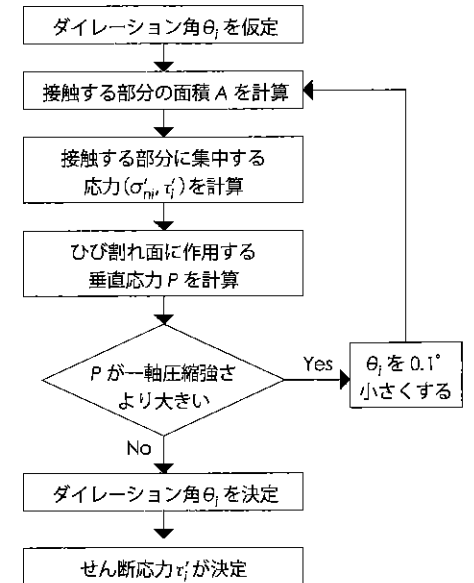 ダイレーション角θiを仮定
接触する部分の面積Aを計算
接触する部分に集中する
応力(σ'ni, τ'i)を計算
ひび割れ面に作用する
垂直応力Pを計算
Pが一軸圧縮強さ
より大きい
Yes
θiを0.1°
小さくする
No
ダイレーション角θiを決定
せん断応力τ'iが決定